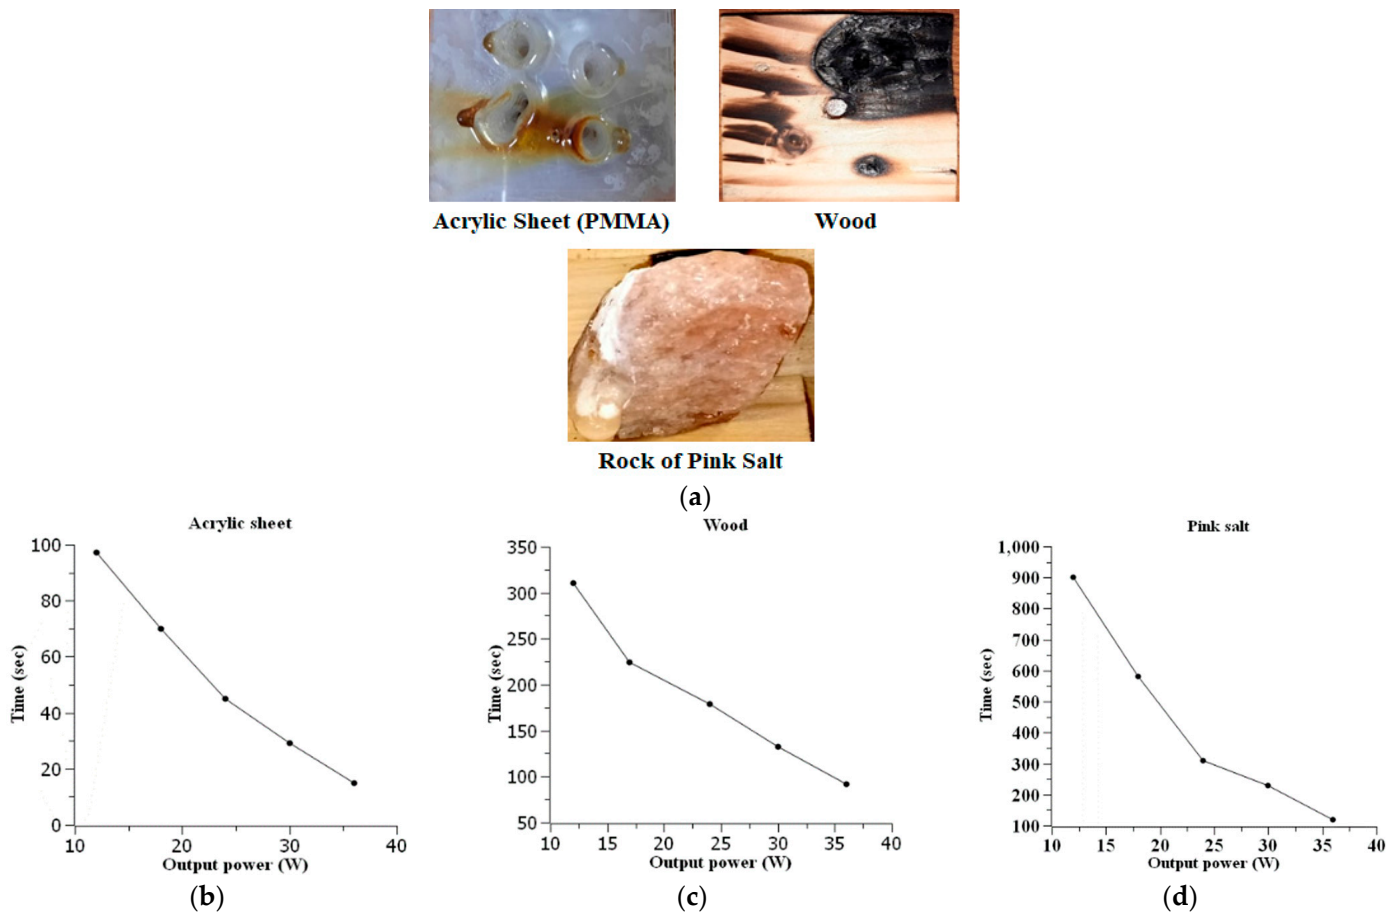 Acrylic Sheet (PMMA)
Wood
Rock of Pink Salt
(a)
Acrylic sheet
100
80
60
40
20
0
Time (sec)
10
20
30
40
Output power (W)
(b)
Wood
350
300
250
200
150
100
50
Time (sec)
10
15
20
25
30
35
40
Output power (W)
(c)
Pink salt
1,000
900
800
700
600
500
400
300
200
100
Time (sec)
10
15
20
25
30
35
40
Output power (W)
(d)